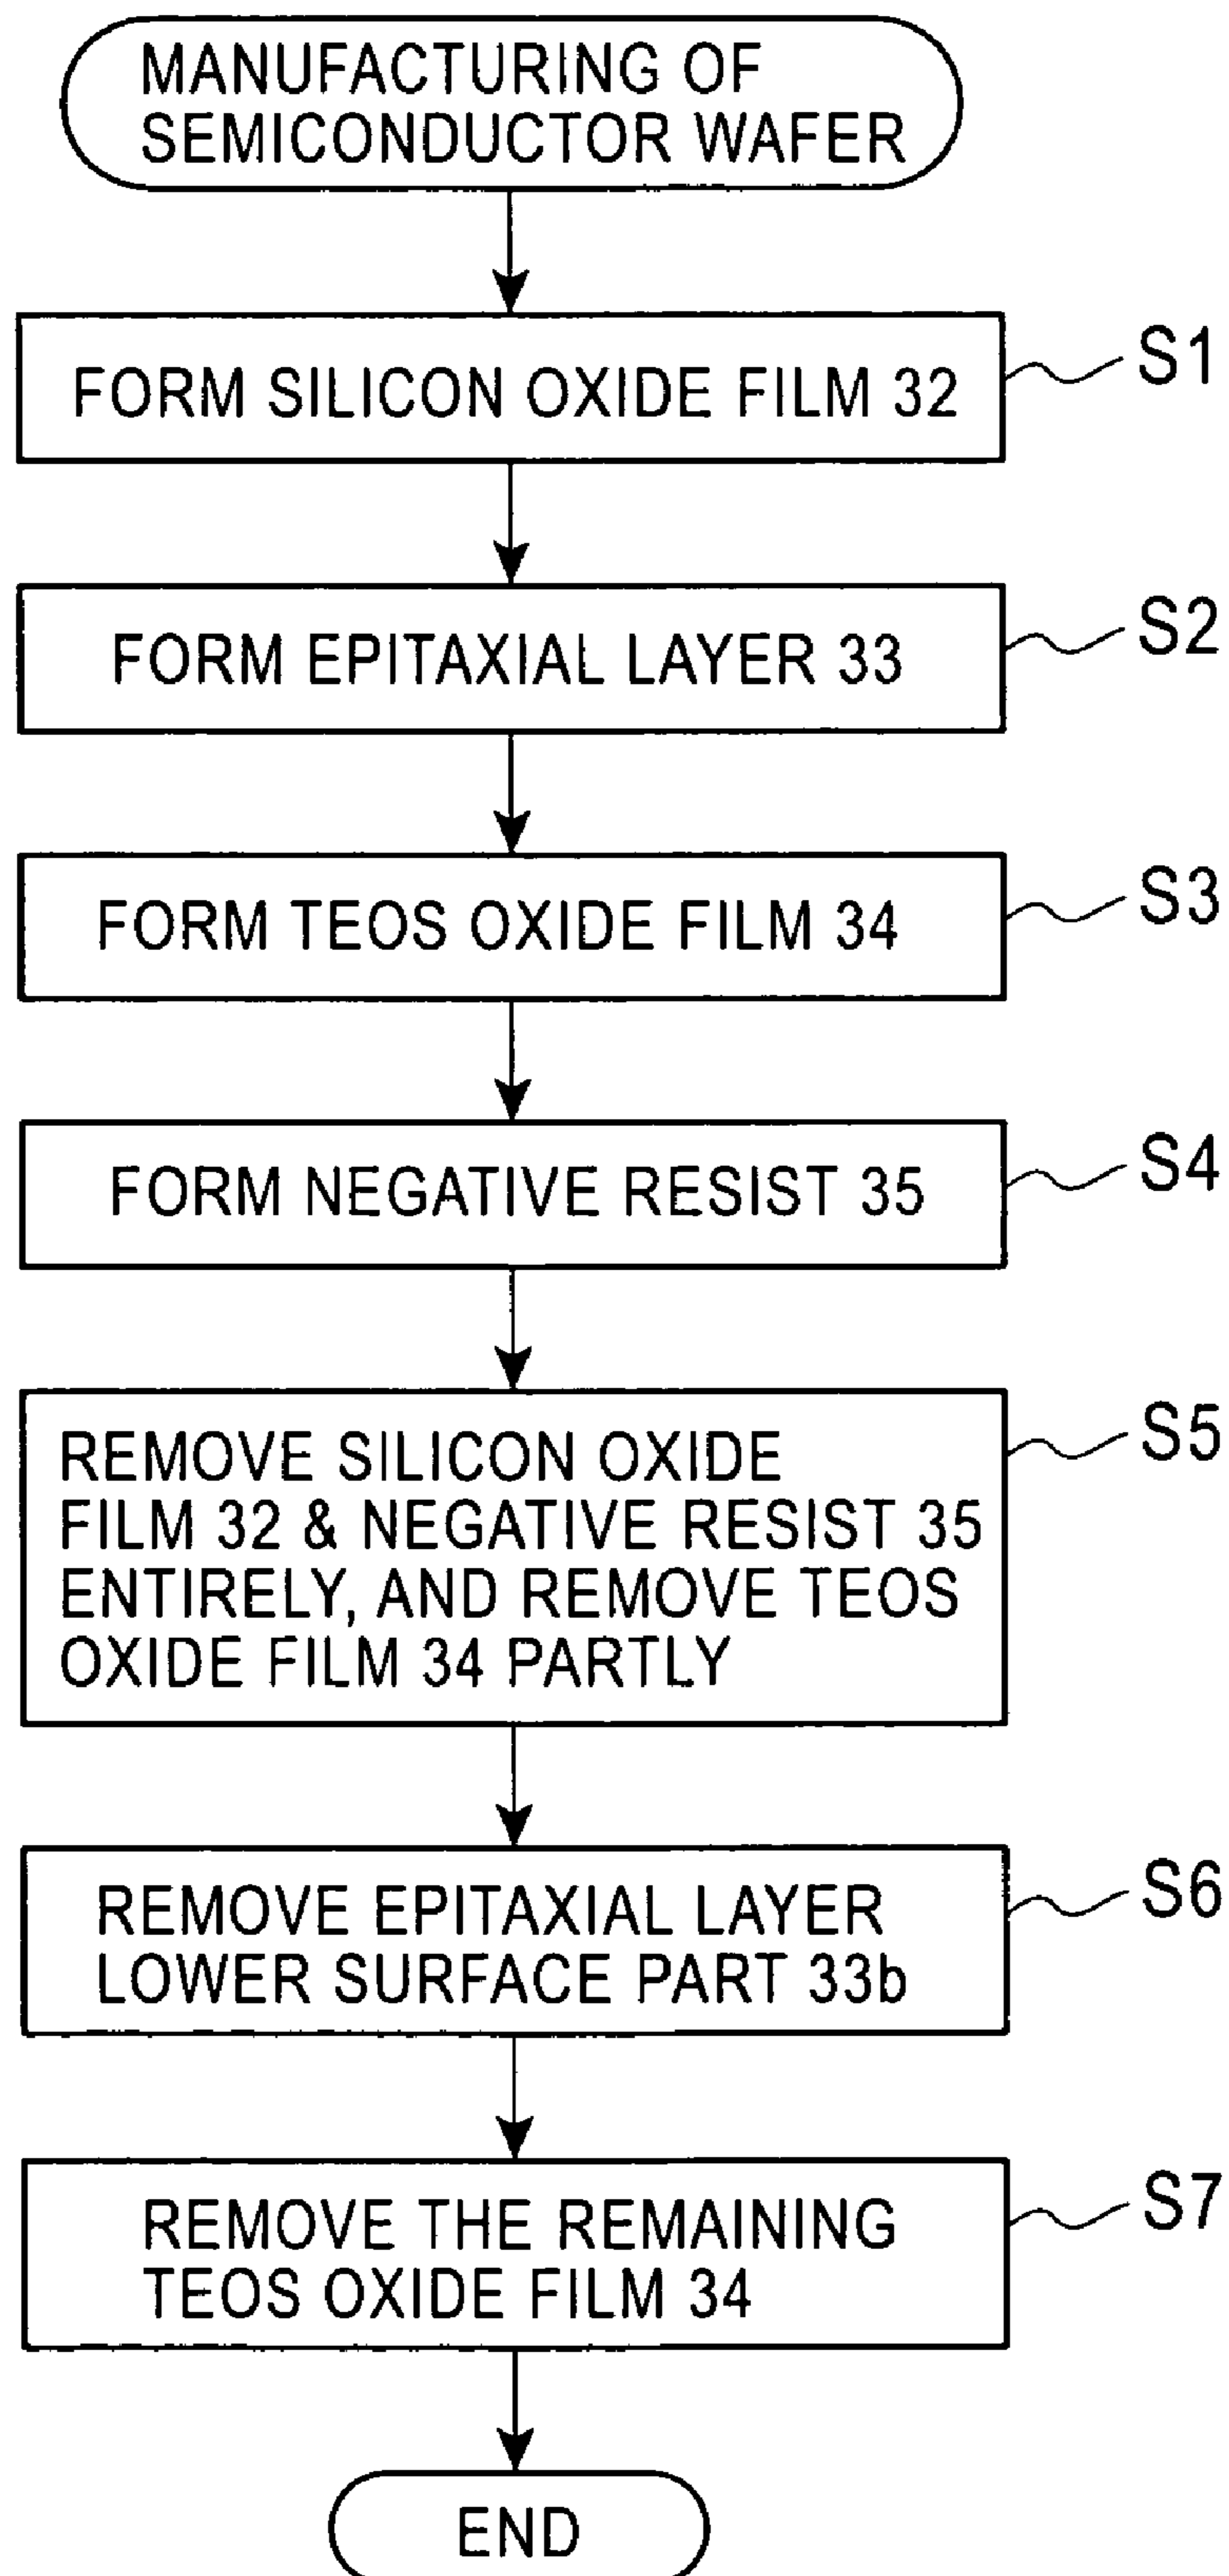 MANUFACTURING OF
SEMICONDUCTOR WAFER
FORM SILICON OXIDE FILM 32
S1
FORM EPITAXIAL LAYER 33
S2
FORM TEOS OXIDE FILM 34
S3
FORM NEGATIVE RESIST 35
S4
REMOVE SILICON OXIDE
FILM 32 & NEGATIVE RESIST 35
ENTIRELY, AND REMOVE TEOS
OXIDE FILM 34 PARTLY
S5
REMOVE EPITAXIAL LAYER
LOWER SURFACE PART 33b
S6
REMOVE THE REMAINING
TEOS OXIDE FILM 34
S7
END